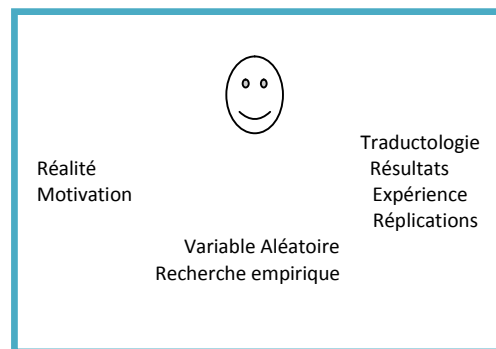 Traductologie
Réalité
Résultats
Motivation
Expérience
Réplications
Variable Aléatoire
Recherche empirique